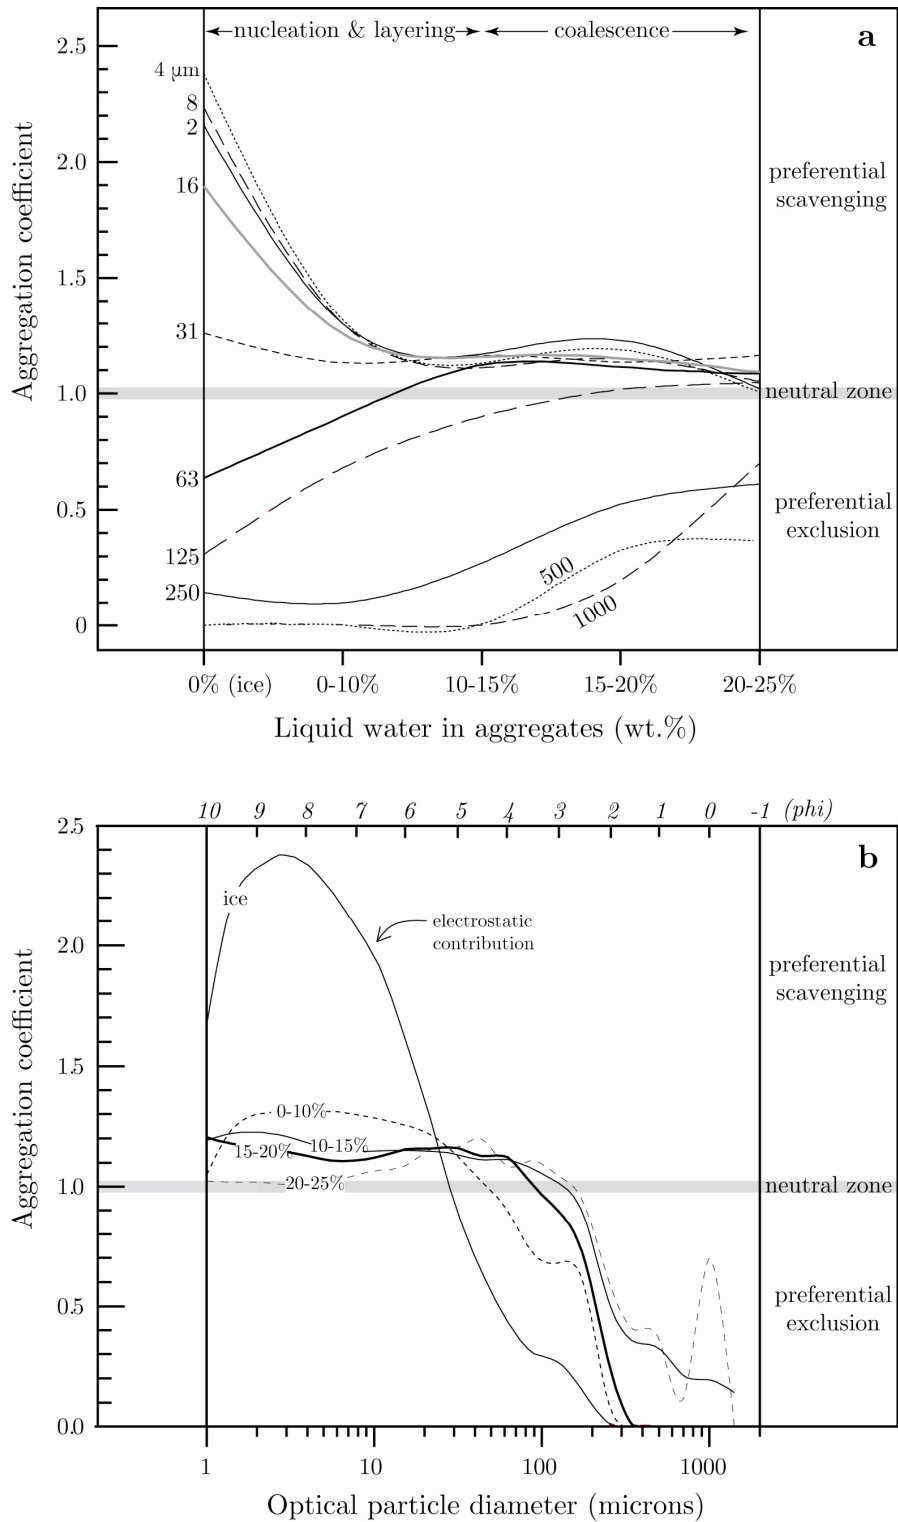 nucleation & layering
coalescence
a
2.5
2.0
1.5
1.0
0.5
0
Aggregation coefficient
4 µm
8
2
16
31
63
125
250
500
1000
preferential
scavenging
neutral zone
preferential
exclusion
0% (ice)
0-10%
10-15%
15-20%
20-25%
Liquid water in aggregates (wt.%)
10
9
8
7
6
5
4
3
2
1
0
-1
(phi)
b
2.5
2.0
1.5
1.0
0.5
0.0
Aggregation coefficient
ice
electrostatic
contribution
0-10%
15-20%
10-15%
20-25%
preferential
scavenging
neutral zone
preferential
exclusion
1
10
100
1000
Optical particle diameter (microns)